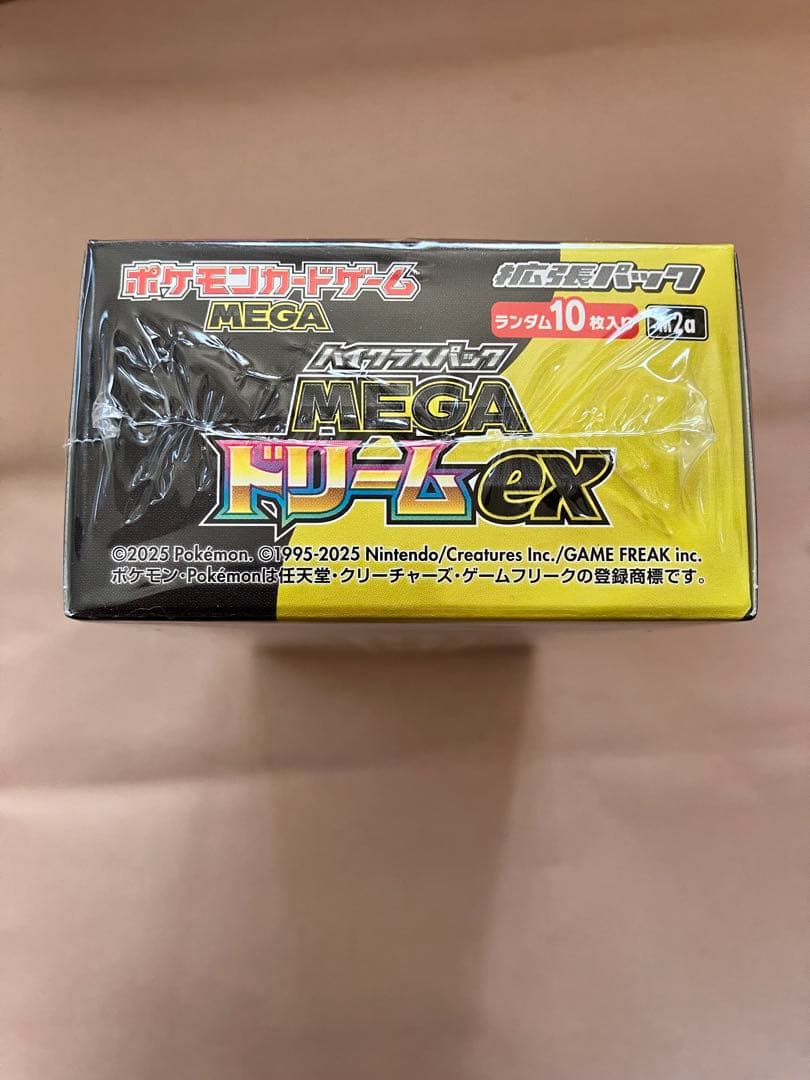 ポケモンカードゲーム
MEGA
拡張パック
ランダム10枚入り
m2a
ハイクラスパック
MEGA
ドリームex
©2025 Pokémon. ©1995-2025 Nintendo/Creatures Inc./GAME FREAK inc.
ポケモン・Pokémonは任天堂・クリーチャーズ・ゲームフリークの登録商標です。